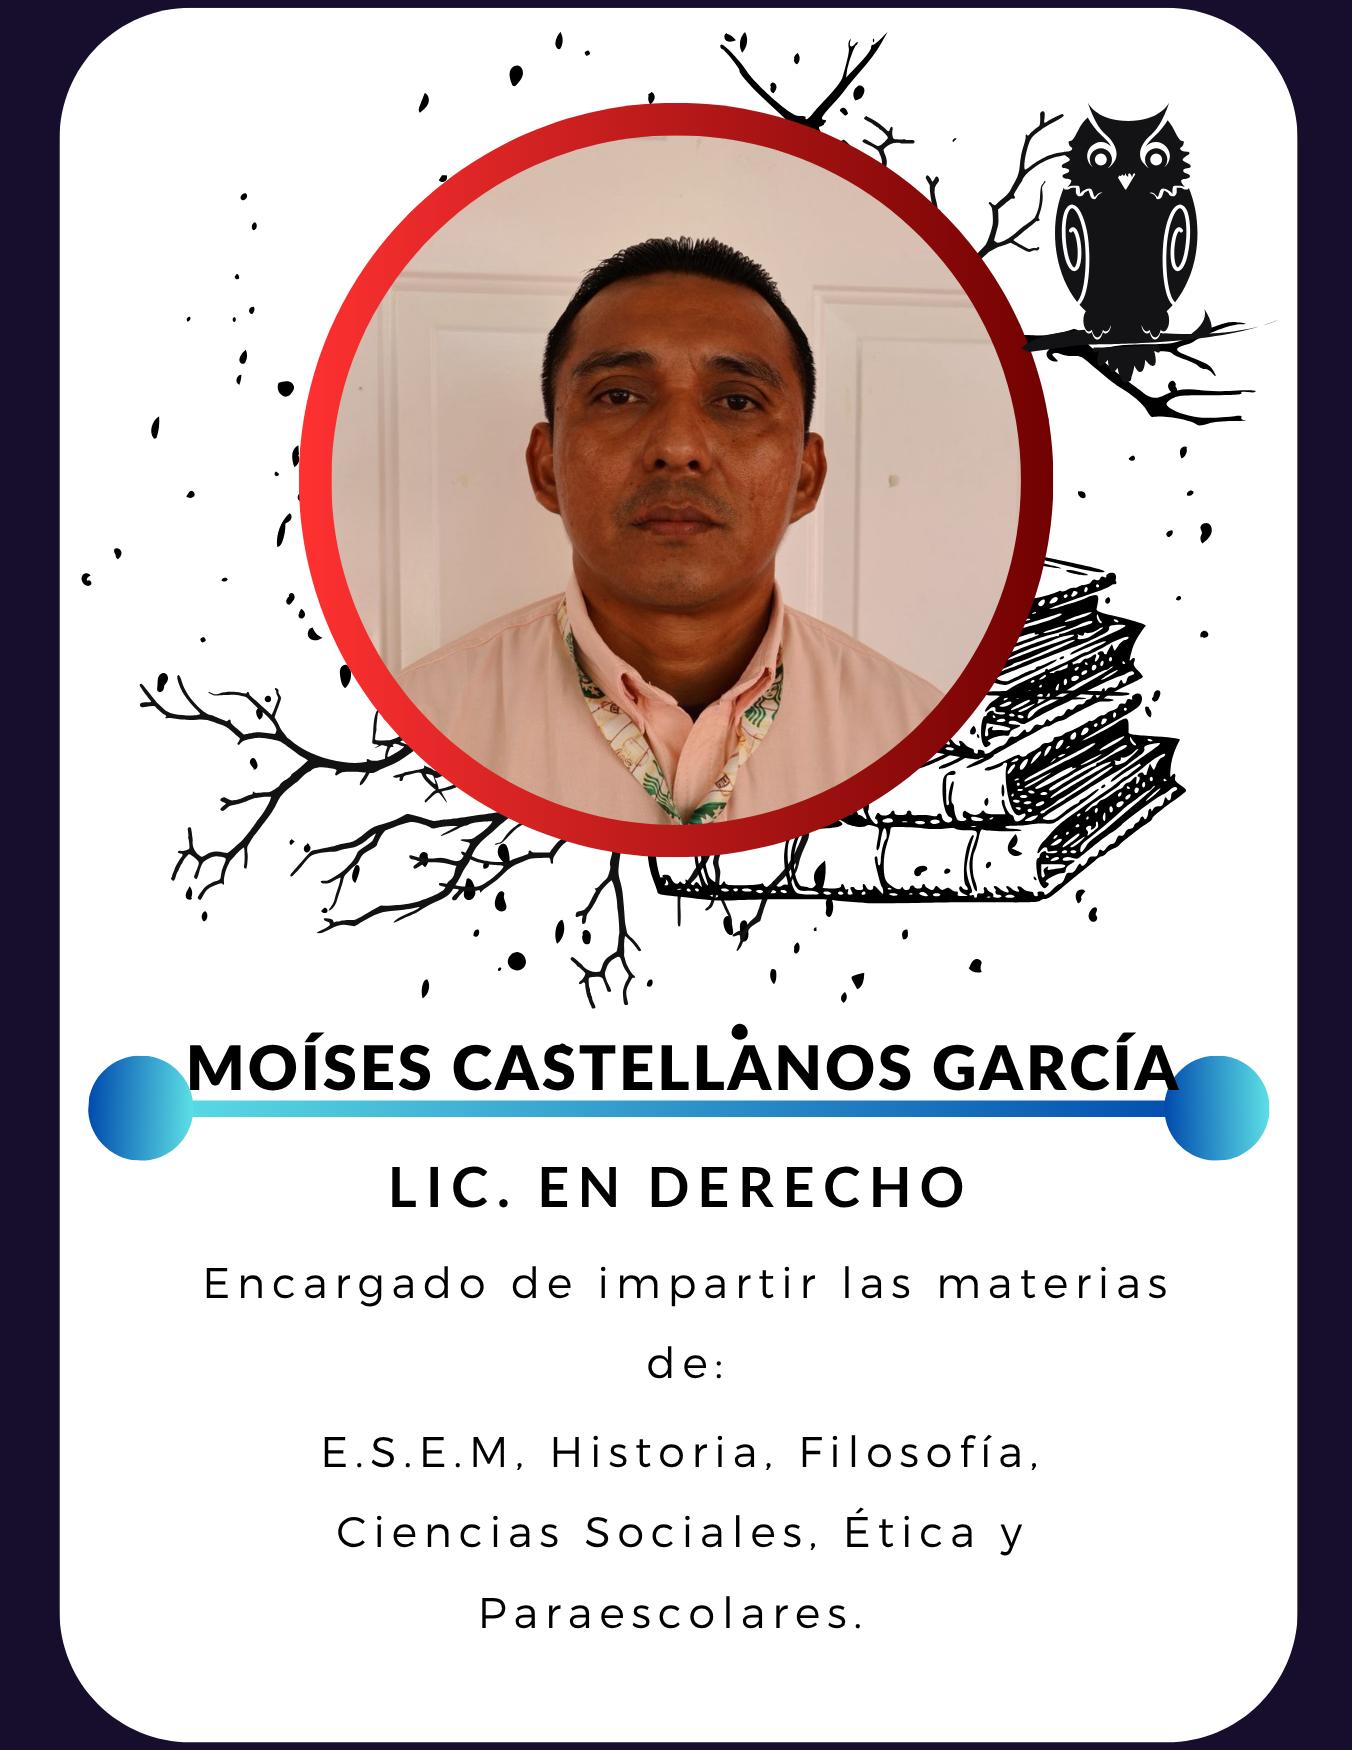 MOÍSES CASTELLANOS GARCÍA
LIC. EN DERECHO
Encargado de impartir las materias
de:
E.S.E.M, Historia, Filosofía,
Ciencias Sociales, Ética y
Paraescolares.